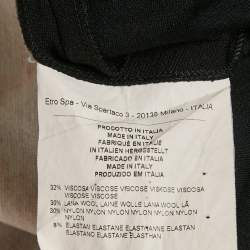 Etro Spa - Via Spartaco 3 - 20135 Milano - ITALIA
PRODOTTO IN ITALIA
MADE IN ITALY
FABRIQUÉ EN ITALIE
IN ITALIEN HERGESTELLT
FABRICADO EN ITALIA
MADE IN ITALY
PRODUZIDO EM ITALIA
32% VISCOSA VISCOSE VISCOSE VISKOSE VISCOSA
VISCOSE VISCOSE
30% LANA WOOL LAINE WOLLE LANA WOOL LÃ
30% NYLON NYLON NYLON NYLON NYLON NYLON
NYLON
8% ELASTAN ELASTANE ELASTHANNE ELASTAN
ELASTANO ELASTANE ELASTHAN